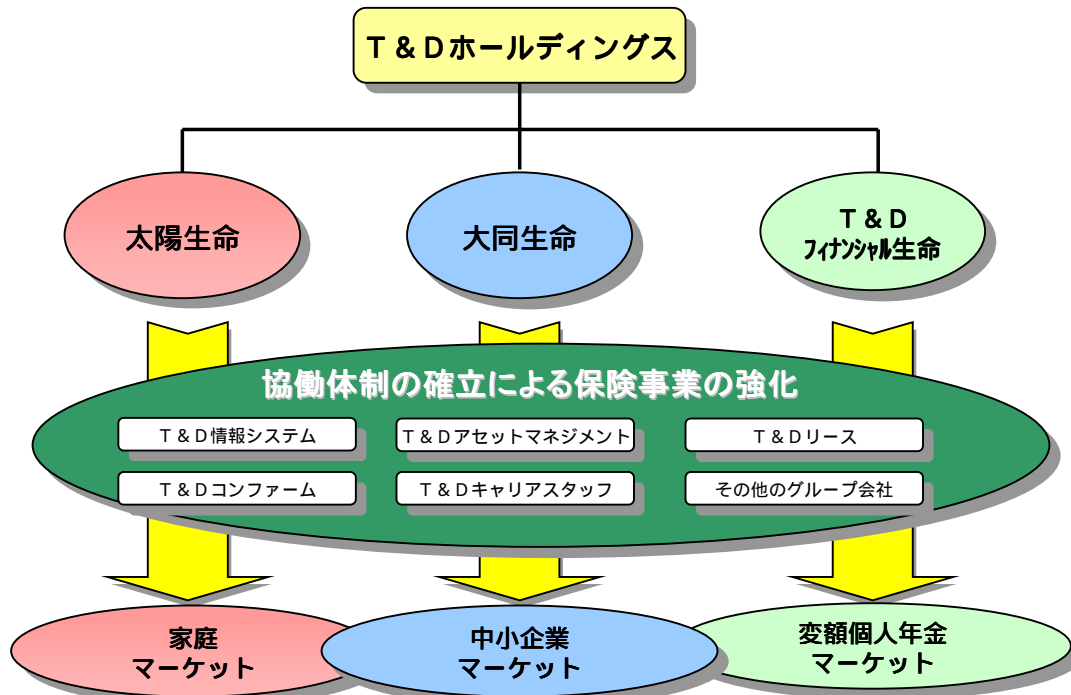 T&Dホールディングス
太陽生命
大同生命
T&D
フィナンシャル生命
協働体制の確立による保険事業の強化
T&D情報システム
T&Dアセットマネジメント
T&Dリース
T&Dコンファーム
T&Dキャリアスタッフ
その他のグループ会社
家庭
マーケット
中小企業
マーケット
変額個人年金
マーケット